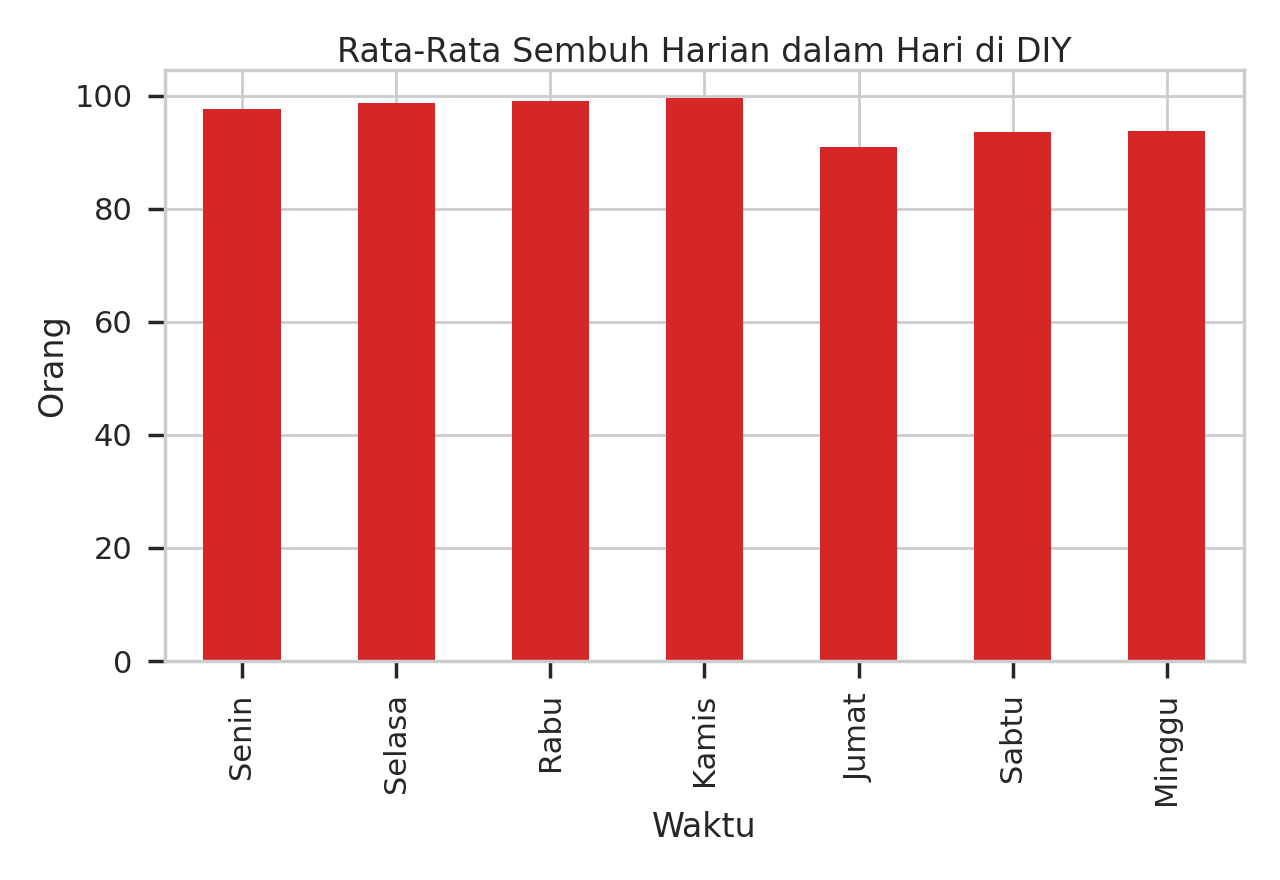 Rata-Rata Sembuh Harian dalam Hari di DIY
Orang
100
80
60
40
20
0
Senin
Selasa
Rabu
Kamis
Jumat
Sabtu
Minggu
Waktu